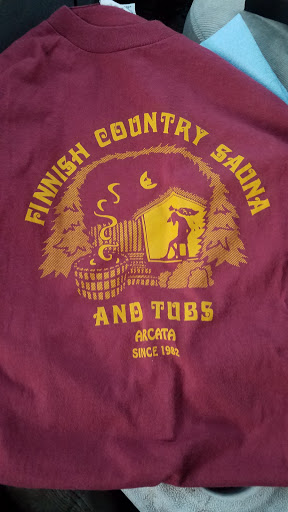 FINNISH COUNTRY SAUNA
AND TUBS
ARCATA
SINCE 1982